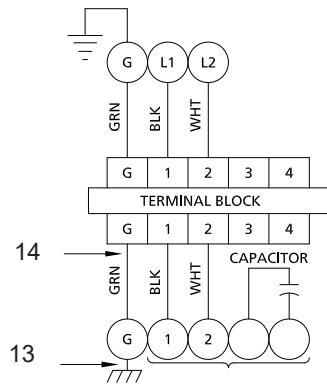 G L1 L2
GRN BLK WHT
G 1 2 3 4
TERMINAL BLOCK
G 1 2 3 4
14
CAPACITOR
GRN BLK WHT
G 1 2
13